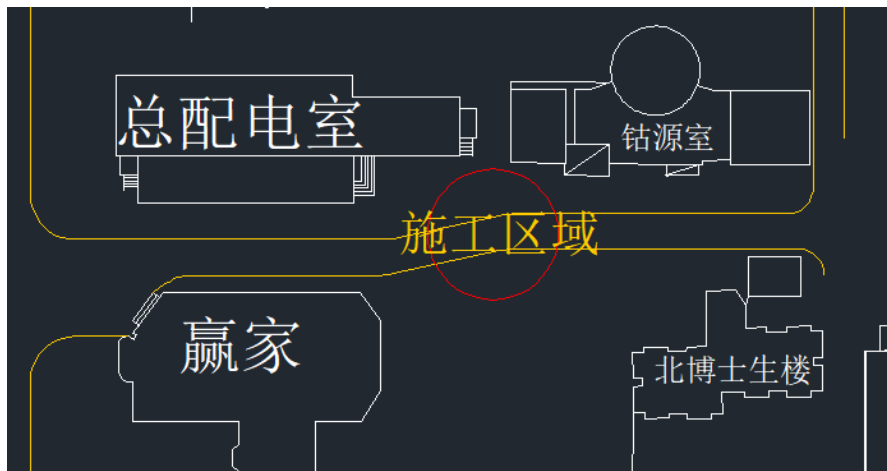 总配电室
钴源室
施工区域
赢家
北博士生楼